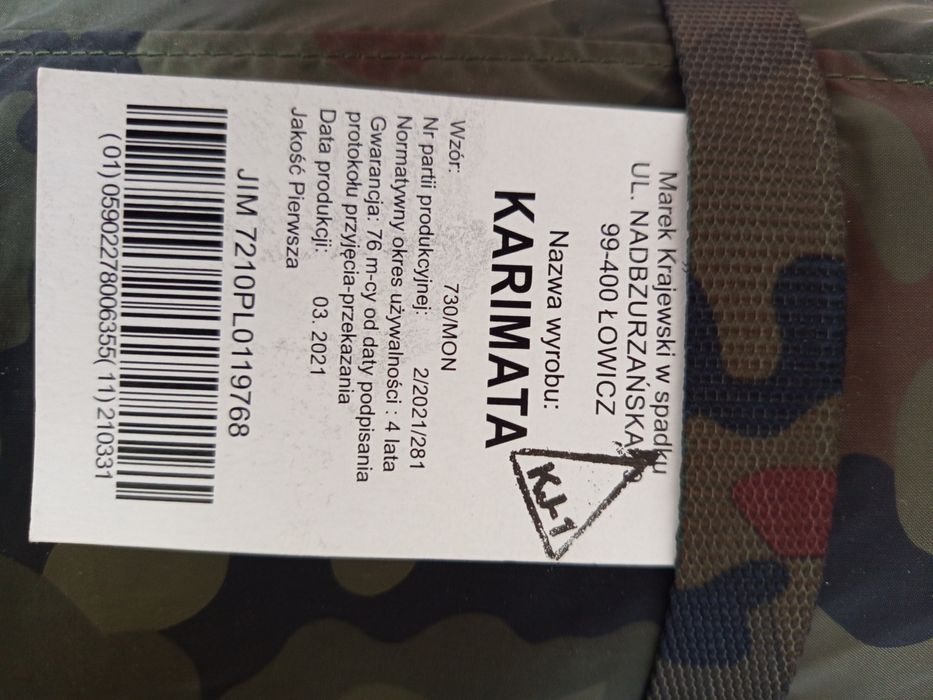 Marek Krajewski w spadku
UL. NADBZURZAŃSKA
99-400 ŁOWICZ
Nazwa wyrobu:
KARIMATA
KJ-1
Wzór: 730/MON
Nr partii produkcyjnej: 2/2021/281
Normatywny okres używalności : 4 lata
Gwarancja: 76 m-cy od daty podpisania
protokołu przyjęcia-przekazania
Data produkcji: 03. 2021
Jakość Pierwsza
JIM 7210PL0119768
( 01) 05902278006355( 11) 210331